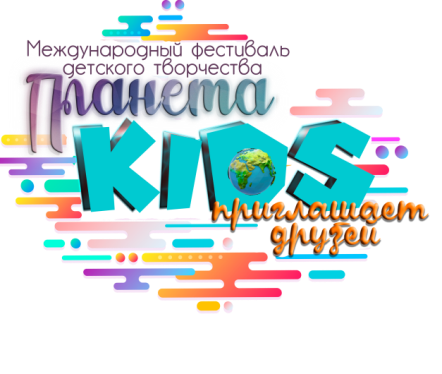 Международный фестиваль
детского творчества
Планета
KIDS
приглашает
друзей